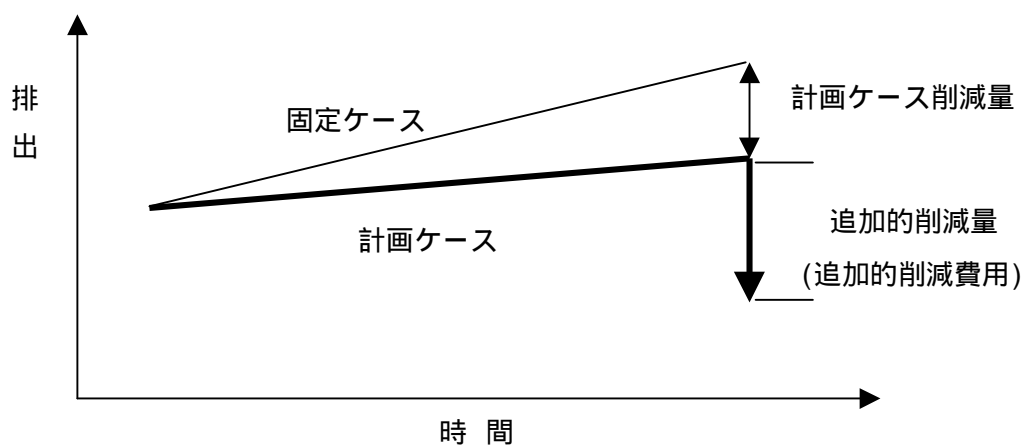 排出
固定ケース
計画ケース削減量
計画ケース
追加的削減量
(追加的削減費用)
時 間